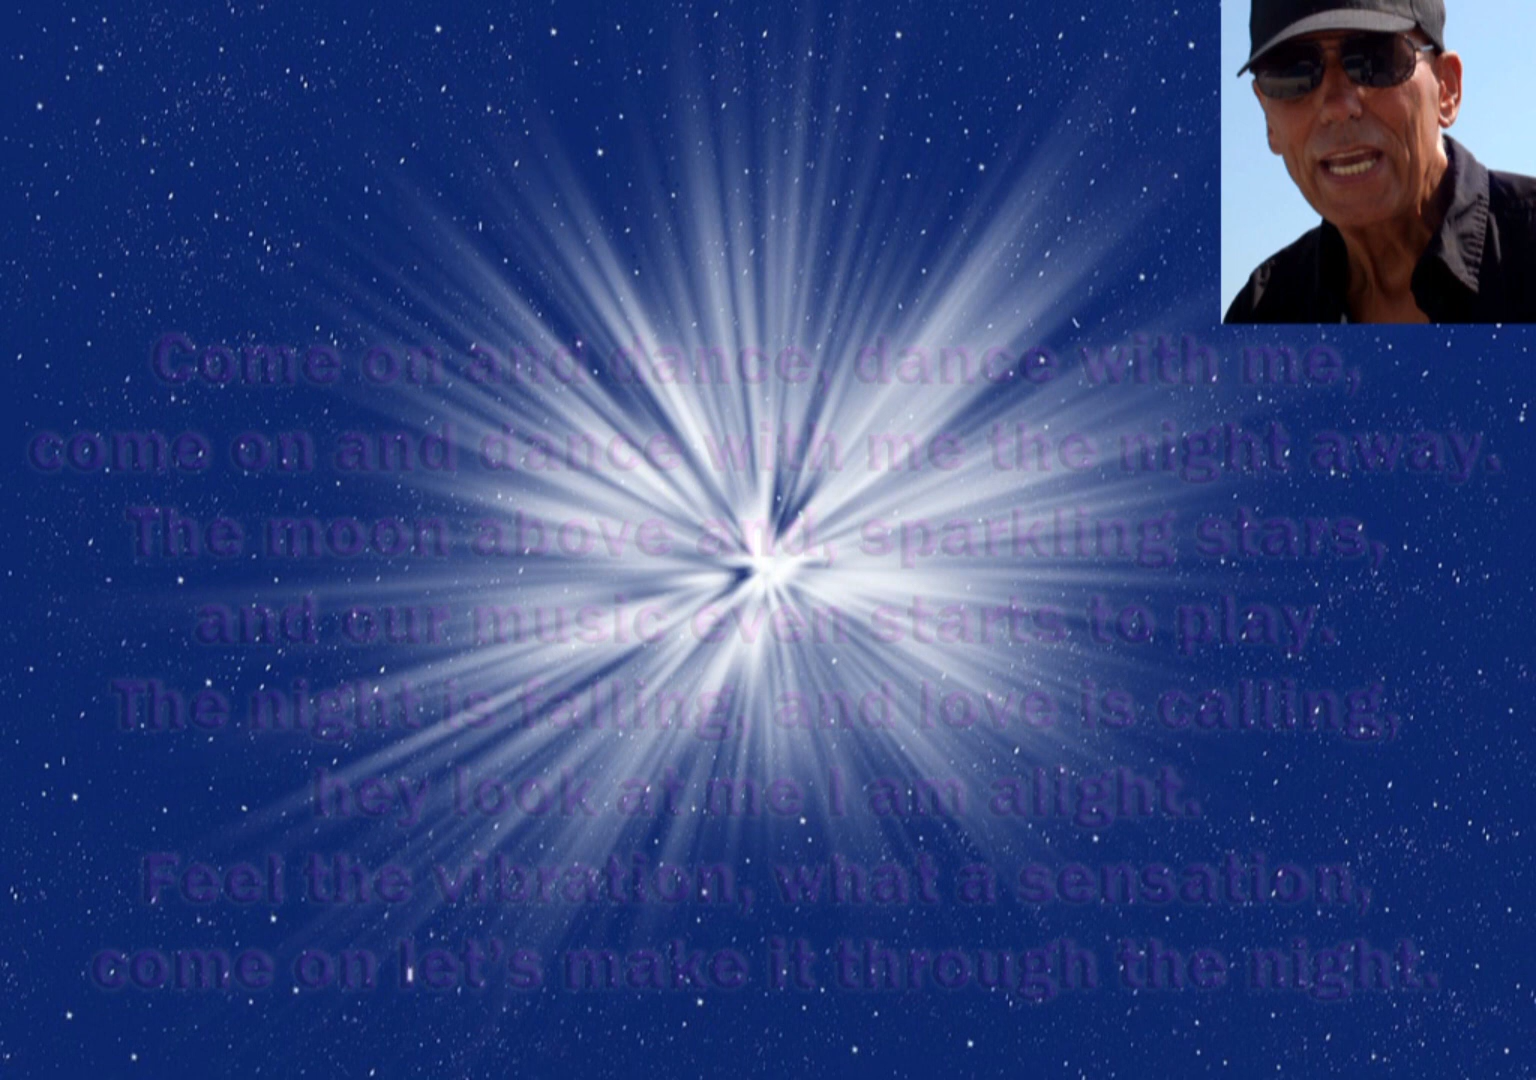 Come on and dance, dance with me,
come on and dance with me the night away.
The moon above and, sparkling stars,
and our music even starts to play.
The night is falling, and love is calling,
hey look at me I am alight.
Feel the vibration, what a sensation,
come on let's make it through the night.